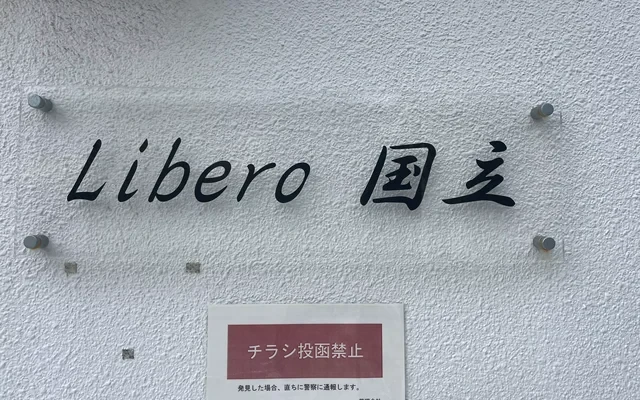 Libero 国立
チラシ投函禁止
発見した場合、直ちに警察に通報します。